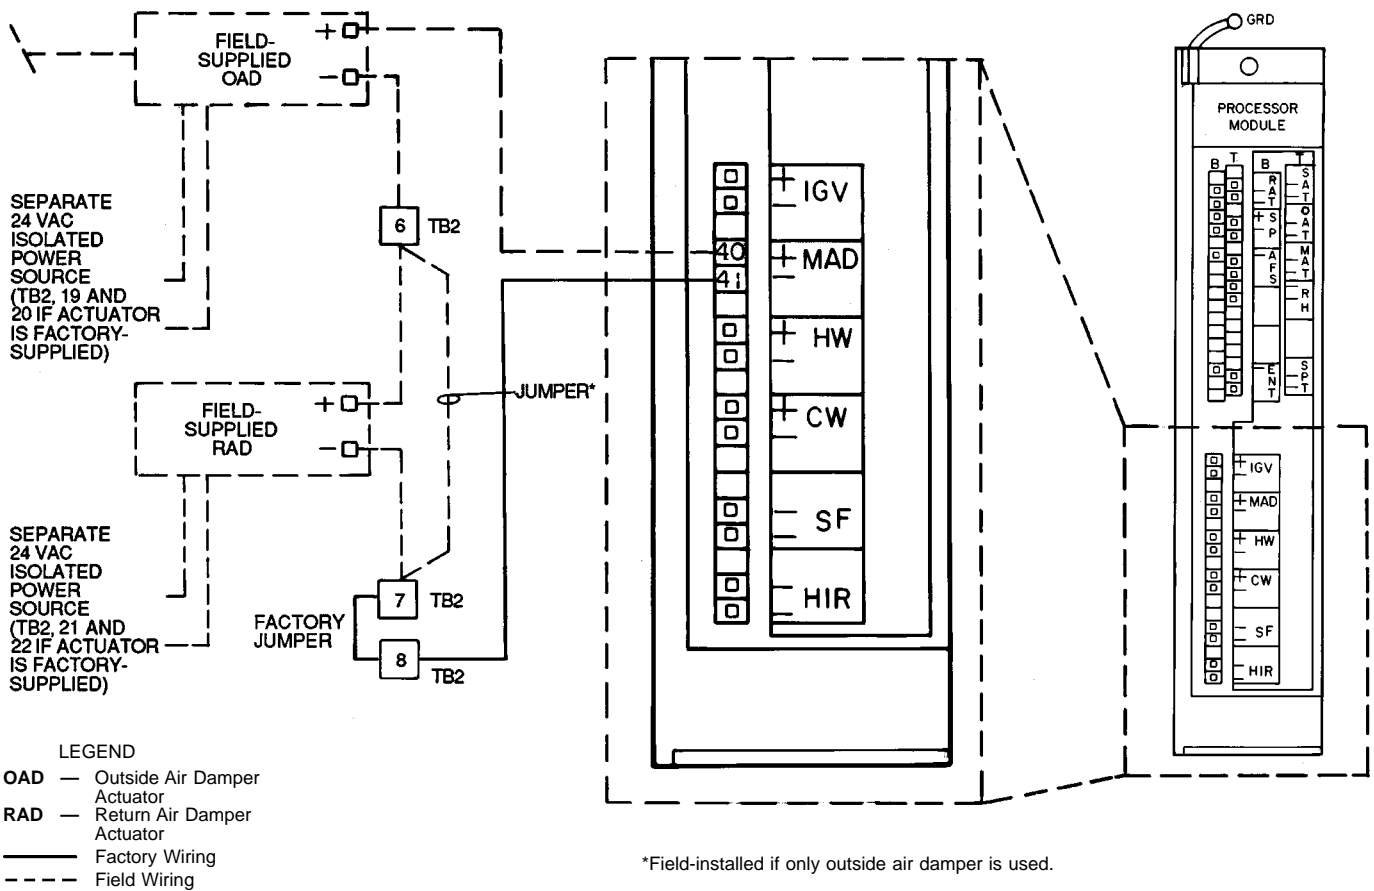 FIELD-
SUPPLIED
OAD
+
−
SEPARATE
24 VAC
ISOLATED
POWER
SOURCE
(TB2, 19 AND
20 IF ACTUATOR
IS FACTORY-
SUPPLIED)
6 TB2
FIELD-
SUPPLIED
RAD
+
−
JUMPER*
SEPARATE
24 VAC
ISOLATED
POWER
SOURCE
(TB2, 21 AND
22 IF ACTUATOR
IS FACTORY-
SUPPLIED)
7 TB2
FACTORY
JUMPER
8 TB2
+ IGV
−
40 + MAD
41 −
+ HW
−
+ CW
−
− SF
−
− HIR
−
GRD
PROCESSOR
MODULE
B T B T
RAT
+ SP
−
AFS
ENT
SAT
OAT
MAT
RH
SPT
+ IGV
−
+ MAD
−
+ HW
−
+ CW
−
− SF
−
− HIR
−
LEGEND
OAD — Outside Air Damper
Actuator
RAD — Return Air Damper
Actuator
Factory Wiring
Field Wiring
*Field-installed if only outside air damper is used.